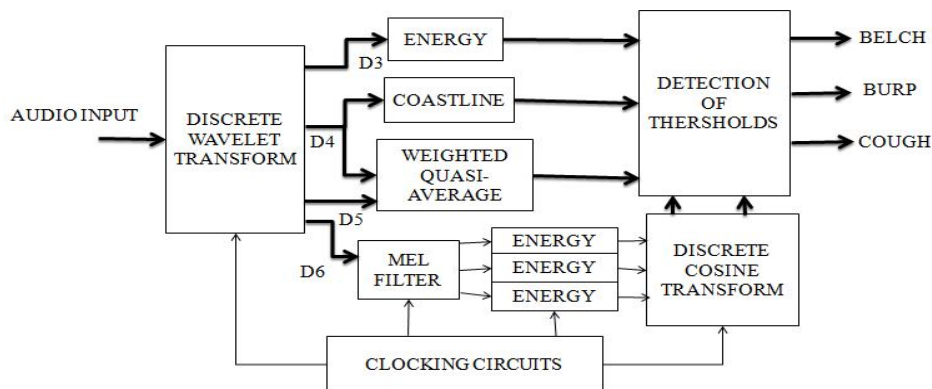 AUDIO INPUT
DISCRETE
WAVELET
TRANSFORM
D3
D4
D5
D6
ENERGY
COASTLINE
WEIGHTED
QUASI-
AVERAGE
MEL
FILTER
ENERGY
ENERGY
ENERGY
DISCRETE
COSINE
TRANSFORM
DETECTION
OF
THERSHOLDS
BELCH
BURP
COUGH
CLOCKING CIRCUITS